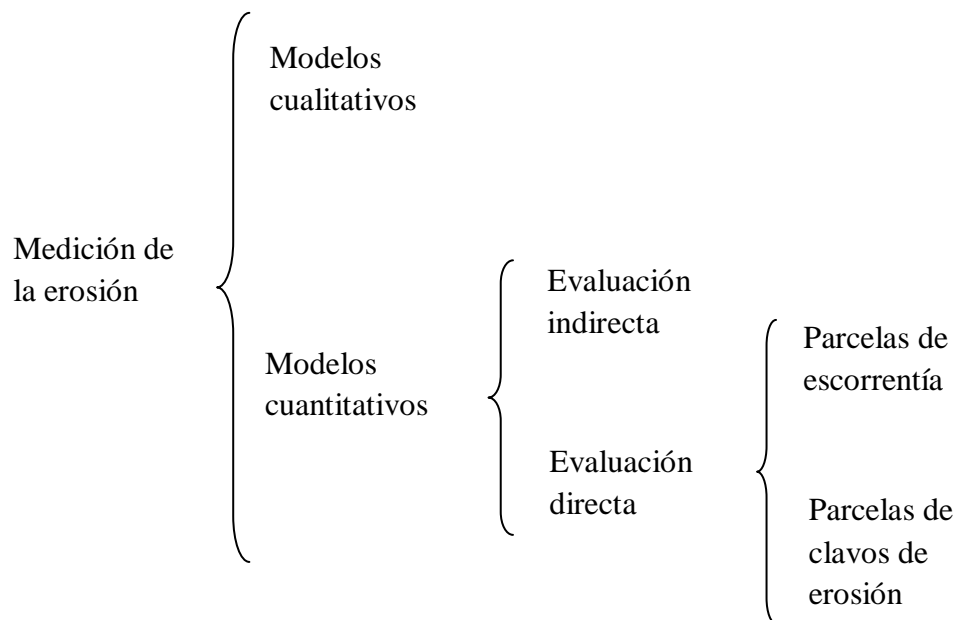 Medición de
la erosión
Modelos
cualitativos
Modelos
cuantitativos
Evaluación
indirecta
Evaluación
directa
Parcelas de
escorrentía
Parcelas de
clavos de
erosión